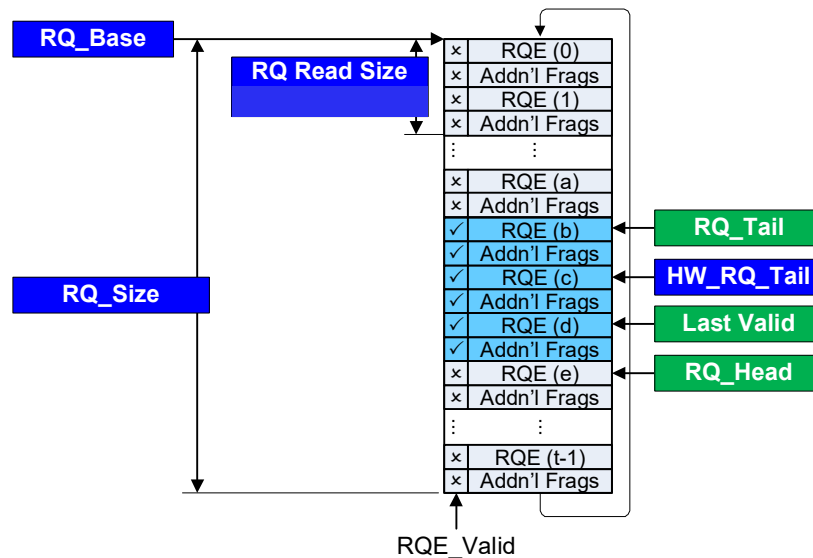 RQ_Base
RQ Read Size
RQ_Size
× RQE (0)
× Addn'l Frags
× RQE (1)
× Addn'l Frags
⋮ ⋮
× RQE (a)
× Addn'l Frags
✓ RQE (b)
✓ Addn'l Frags
✓ RQE (c)
✓ Addn'l Frags
✓ RQE (d)
✓ Addn'l Frags
× RQE (e)
× Addn'l Frags
⋮ ⋮
× RQE (t-1)
× Addn'l Frags
RQ_Tail
HW_RQ_Tail
Last Valid
RQ_Head
RQE_Valid